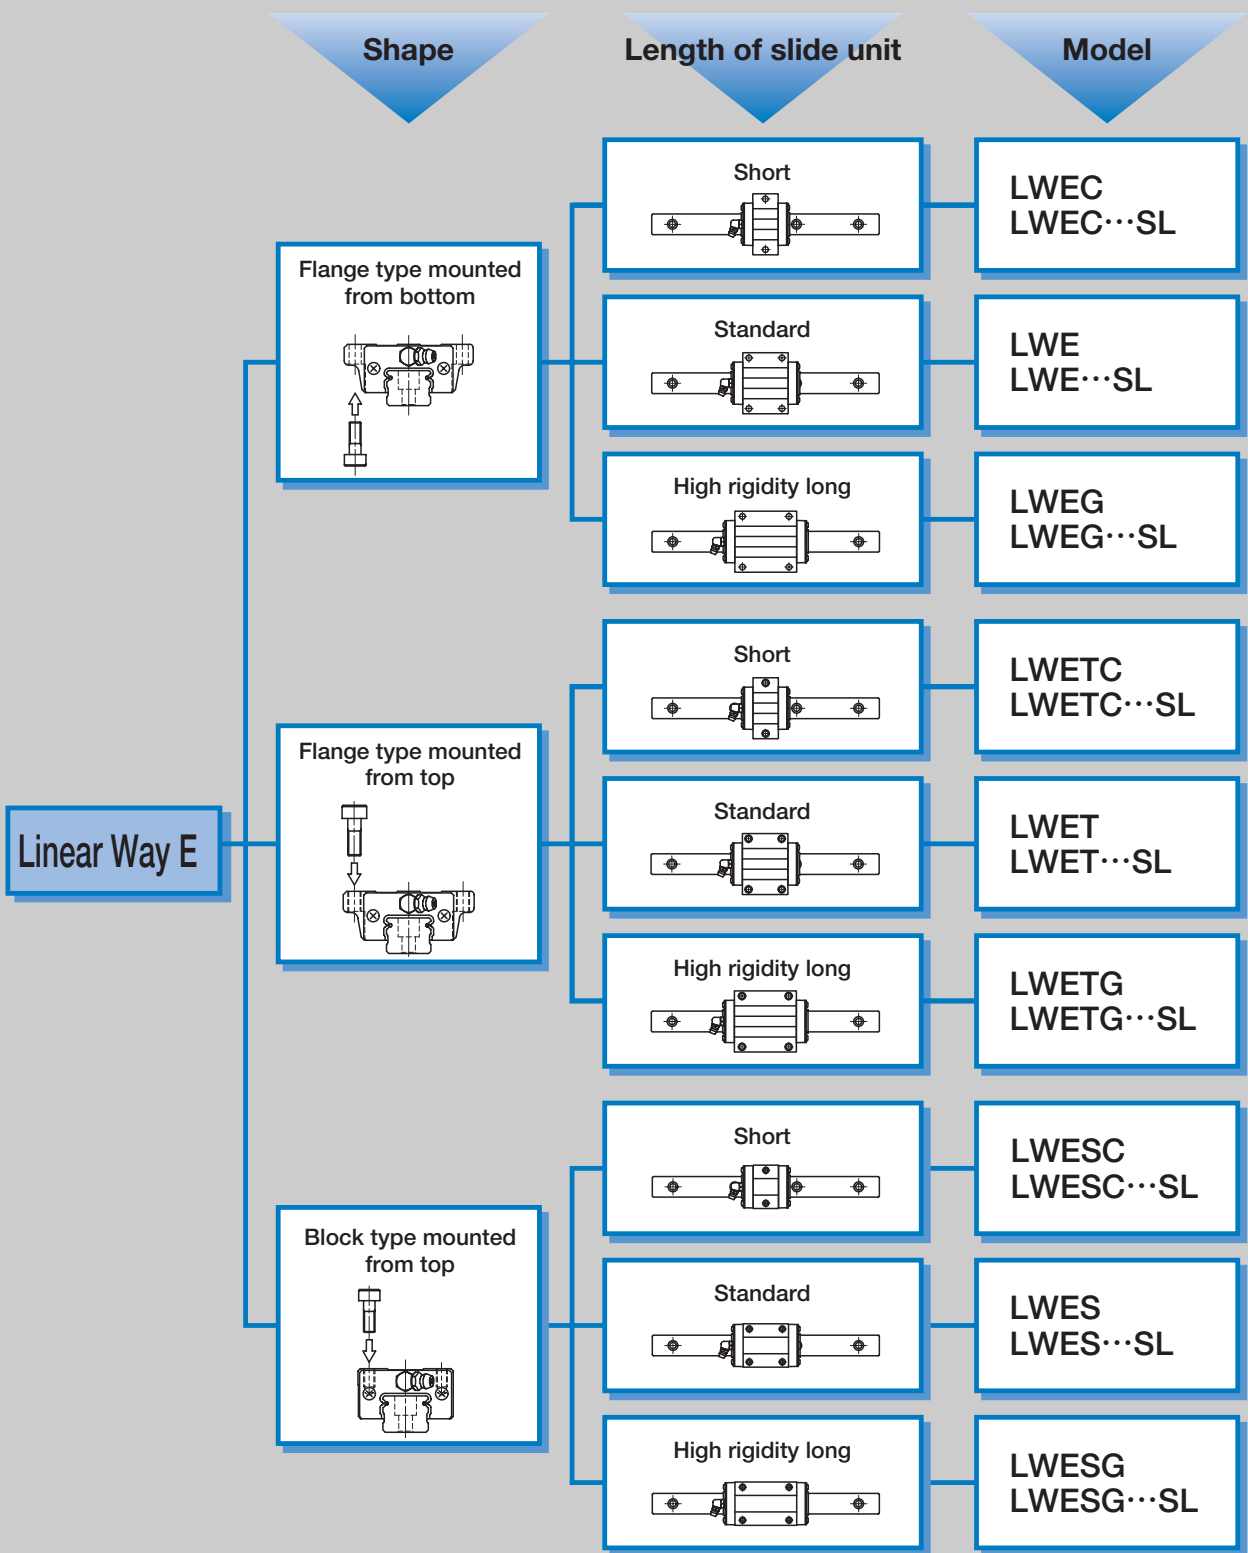 Shape
Length of slide unit
Model
Linear Way E
Flange type mounted
from bottom
Short
LWEC
LWEC···SL
Standard
LWE
LWE···SL
High rigidity long
LWEG
LWEG···SL
Flange type mounted
from top
Short
LWETC
LWETC···SL
Standard
LWET
LWET···SL
High rigidity long
LWETG
LWETG···SL
Block type mounted
from top
Short
LWESC
LWESC···SL
Standard
LWES
LWES···SL
High rigidity long
LWESG
LWESG···SL